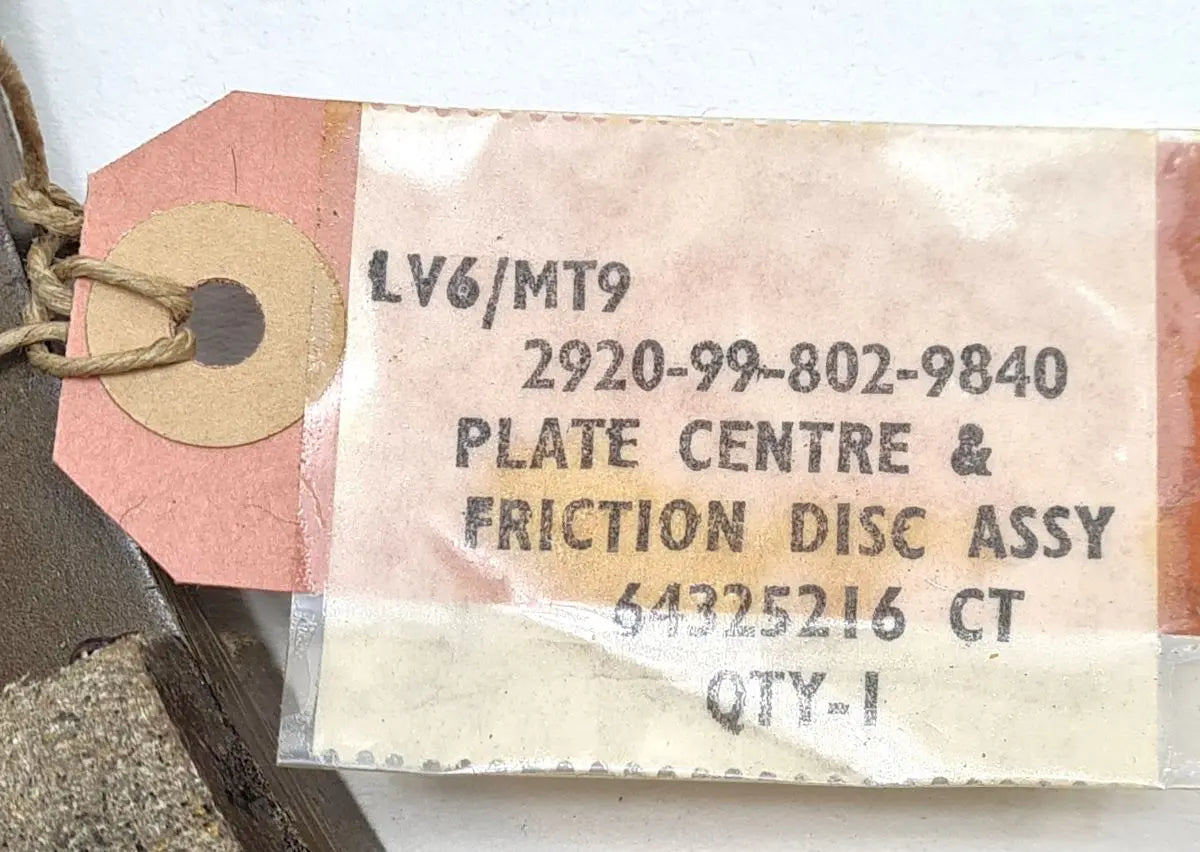 LV6/MT9
2920-99-802-9840
PLATE CENTRE &
FRICTION DISC ASSY
64325216 CT
QTY-1